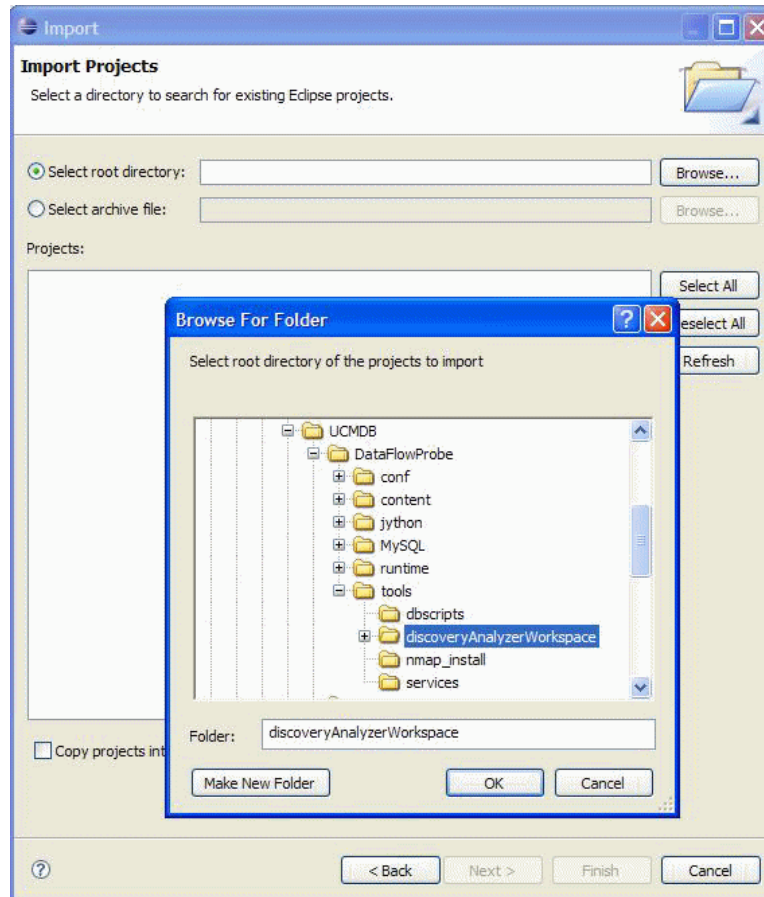 Import
Import Projects
Select a directory to search for existing Eclipse projects.
Select root directory:
Browse...
Select archive file:
Browse...
Projects:
Select All
eselect All
Refresh
Browse For Folder
Select root directory of the projects to import
UCMDB
DataFlowProbe
conf
content
jython
MySQL
runtime
tools
dbscripts
discoveryAnalyzerWorkspace
nmap_install
services
Folder:
discoveryAnalyzerWorkspace
Copy projects int
Make New Folder
OK
Cancel
< Back
Next >
Finish
Cancel